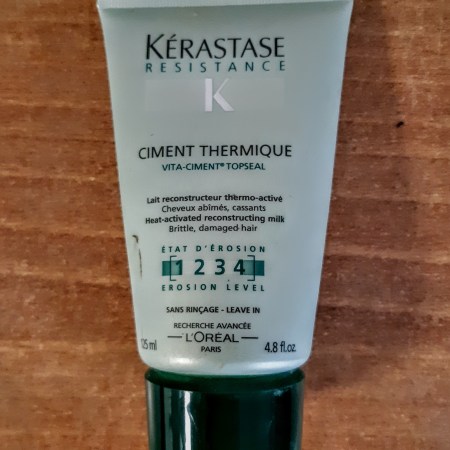 KÉRASTASE
RESISTANCE
K
CIMENT THERMIQUE
VITA-CIMENT® TOPSEAL
Lait reconstructeur thermo-activé
Cheveux abîmés, cassants
Heat-activated reconstructing milk
Brittle, damaged hair
ÉTAT D'ÉROSION
[1 2 3 4]
EROSION LEVEL
SANS RINÇAGE - LEAVE IN
RECHERCHE AVANCÉE
L'ORÉAL
PARIS
125 ml 4.8 fl.oz.